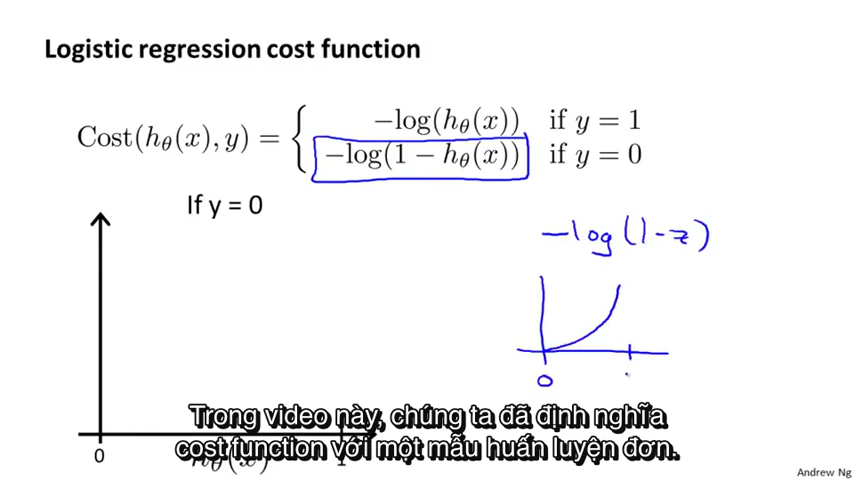 Logistic regression cost function
Cost(hθ(x), y) = { −log(hθ(x)) if y = 1
−log(1 − hθ(x)) if y = 0
If y = 0
−log(1-z)
0
Trong video này, chúng ta đã định nghĩa
cost function với một mẫu huấn luyện đơn.
0 hθ(x) 1
Andrew Ng